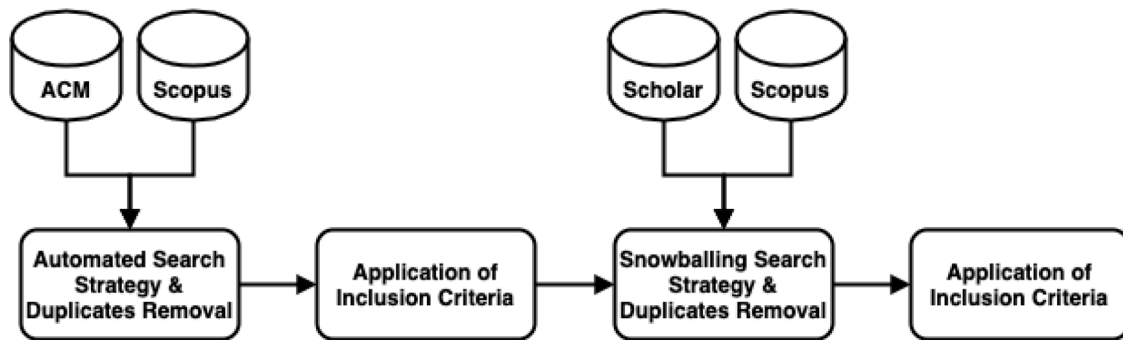 ACM
Scopus
Scholar
Scopus
Automated Search
Strategy &
Duplicates Removal
Application of
Inclusion Criteria
Snowballing Search
Strategy &
Duplicates Removal
Application of
Inclusion Criteria